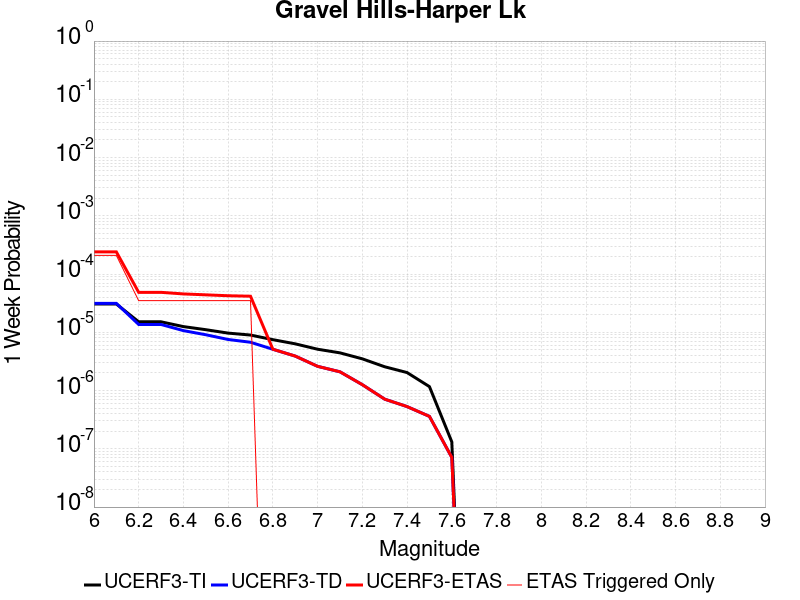 Gravel Hills-Harper Lk
10^0
10^-1
10^-2
10^-3
10^-4
10^-5
10^-6
10^-7
10^-8
1 Week Probability
6 6.2 6.4 6.6 6.8 7 7.2 7.4 7.6 7.8 8 8.2 8.4 8.6 8.8 9
Magnitude
UCERF3-TI UCERF3-TD UCERF3-ETAS ETAS Triggered Only